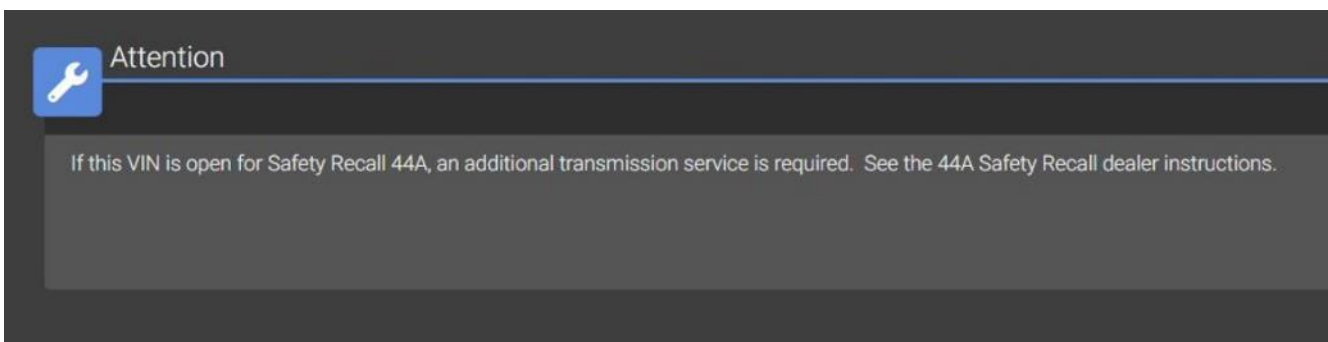 Attention
If this VIN is open for Safety Recall 44A, an additional transmission service is required.  See the 44A Safety Recall dealer instructions.